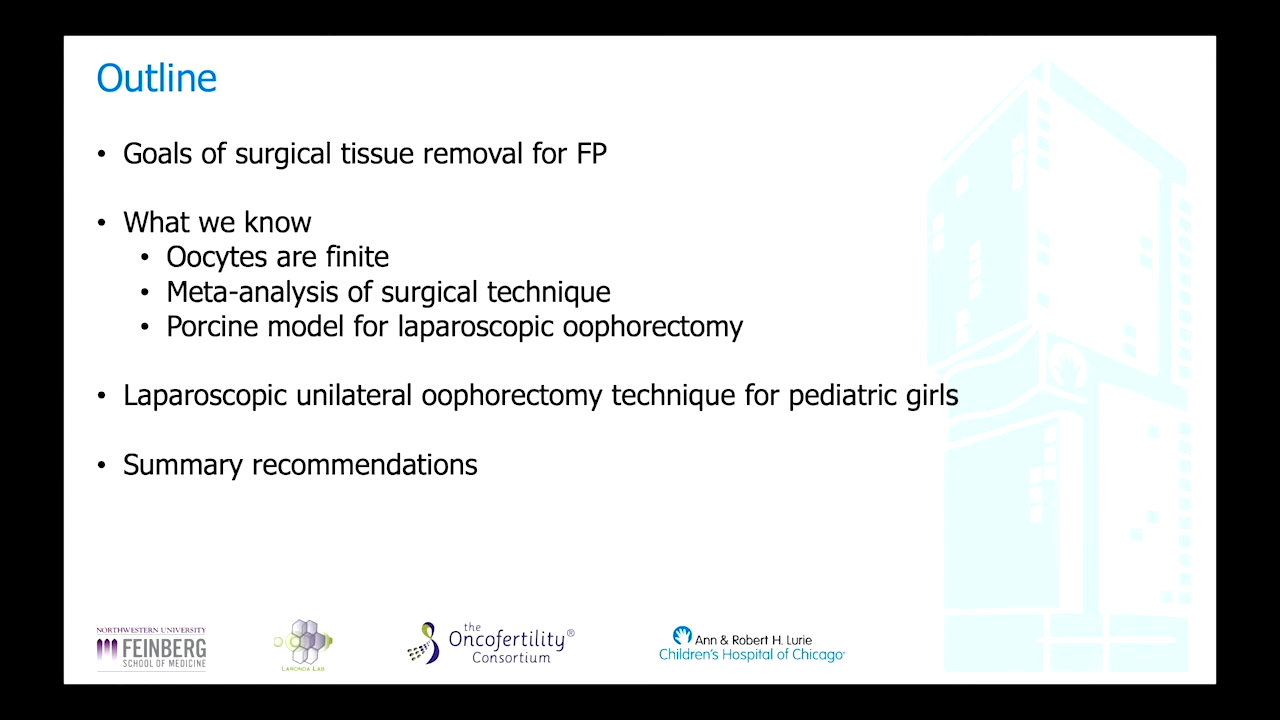 Outline
• Goals of surgical tissue removal for FP
• What we know
• Oocytes are finite
• Meta-analysis of surgical technique
• Porcine model for laparoscopic oophorectomy
• Laparoscopic unilateral oophorectomy technique for pediatric girls
• Summary recommendations
NORTHWESTERN UNIVERSITY
FEINBERG
SCHOOL OF MEDICINE
LARONDA LAB
the
Oncofertility®
Consortium
Ann & Robert H. Lurie
Children's Hospital of Chicago